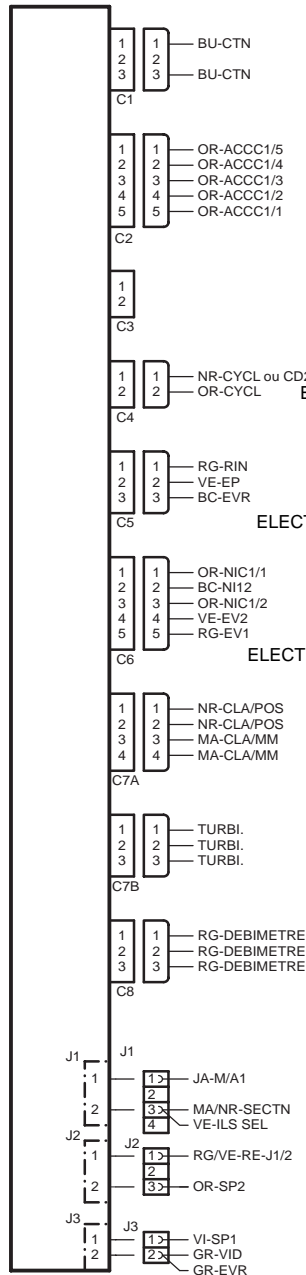 1 1 BU-CTN
2 2
3 3 BU-CTN
C1
1 1 OR-ACCC1/5
2 2 OR-ACCC1/4
3 3 OR-ACCC1/3
4 4 OR-ACCC1/2
5 5 OR-ACCC1/1
C2
1
2
C3
1 1 NR-CYCL ou CD2
2 2 OR-CYCL E
C4
1 1 RG-RIN
2 2 VE-EP
3 3 BC-EVR
C5
ELECT
1 1 OR-NIC1/1
2 2 BC-NI12
3 3 OR-NIC1/2
4 4 VE-EV2
5 5 RG-EV1
C6
ELECT
1 1 NR-CLA/POS
2 2 NR-CLA/POS
3 3 MA-CLA/MM
4 4 MA-CLA/MM
C7A
1 1 TURBI.
2 2 TURBI.
3 3 TURBI.
C7B
1 1 RG-DEBIMETRE
2 2 RG-DEBIMETRE
3 3 RG-DEBIMETRE
C8
J1 J1
1 1 JA-M/A1
2
2 3 MA/NR-SECTN
4 VE-ILS SEL
J2 J2
1 1 RG/VE-RE-J1/2
2
2 3 OR-SP2
J3 J3
1 1 VI-SP1
2 2 GR-VID
GR-EVR